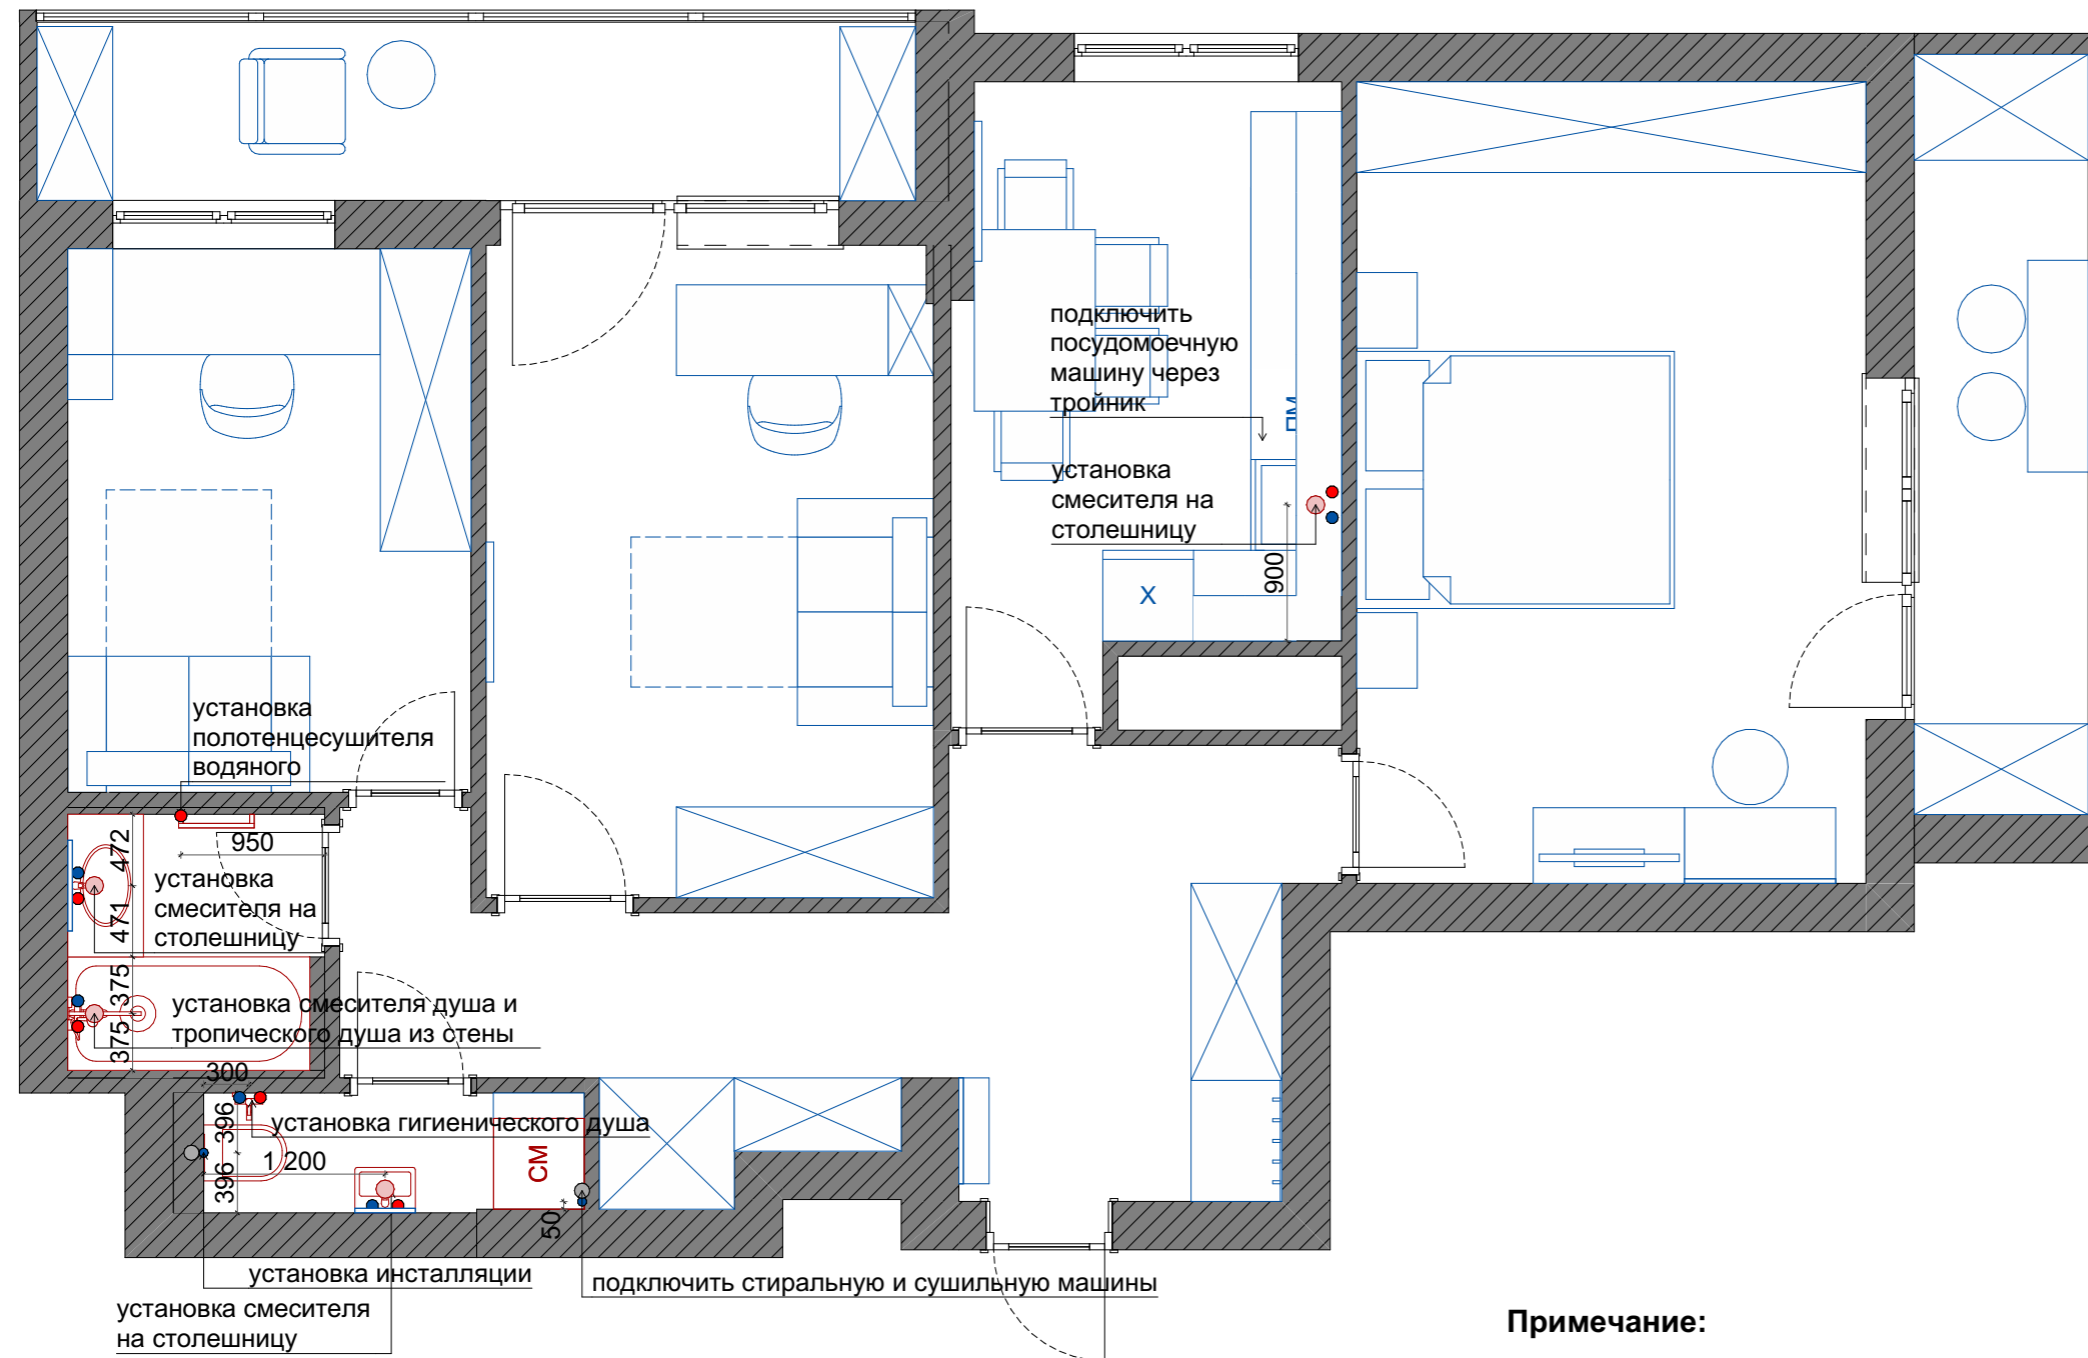 подключить
посудомоечную
машину через
тройник
ПМ
установка
смесителя на
столешницу
900
X
установка
полотенцесушителя
водяного
950
472
471
установка
смесителя на
столешницу
375
375
установка смесителя душа и
тропического душа из стены
300
396
396
установка гигиенического душа
1 200
СМ
50
установка инсталляции
подключить стиральную и сушильную машины
установка смесителя
на столешницу
Примечание: